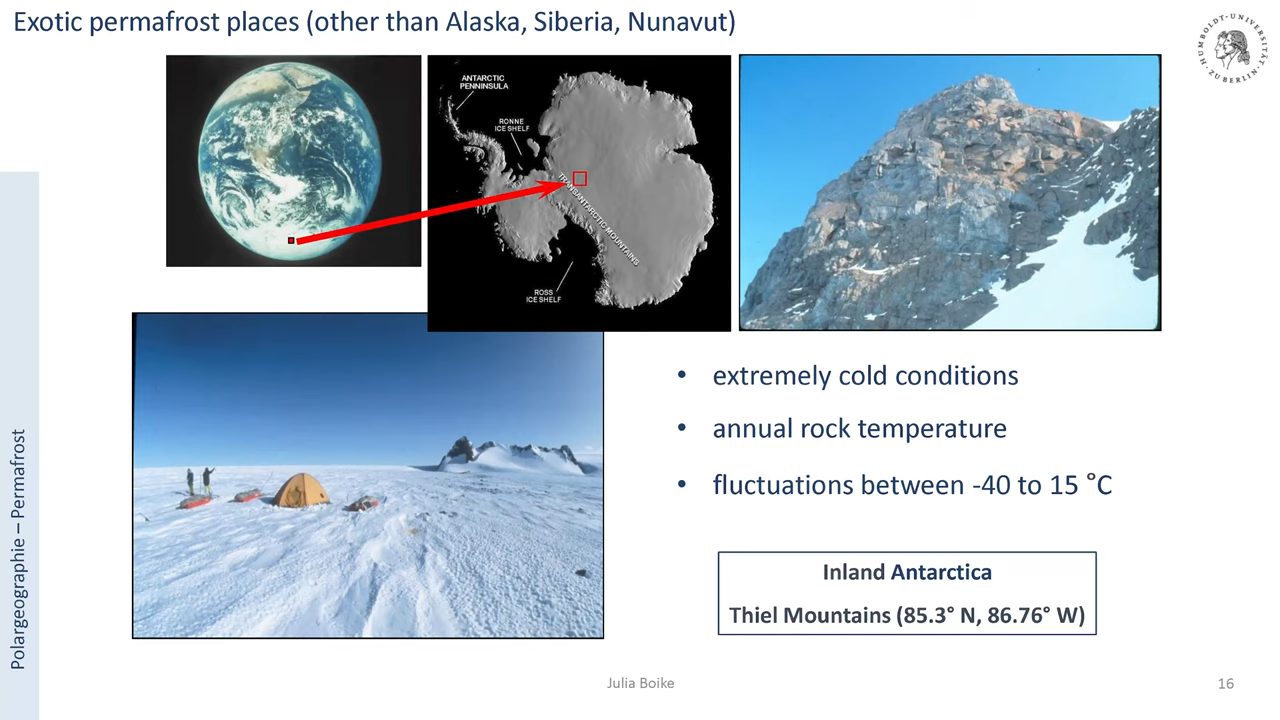 Exotic permafrost places (other than Alaska, Siberia, Nunavut)
HUMBOLDT-UNIVERSITÄT
ZU BERLIN
ANTARCTIC
PENNINSULA
RONNE
ICE SHELF
TRANSANTARCTIC MOUNTAINS
ROSS
ICE SHELF
• extremely cold conditions
• annual rock temperature
• fluctuations between -40 to 15 °C
Inland Antarctica
Thiel Mountains (85.3° N, 86.76° W)
Polargeographie – Permafrost
Julia Boike
16